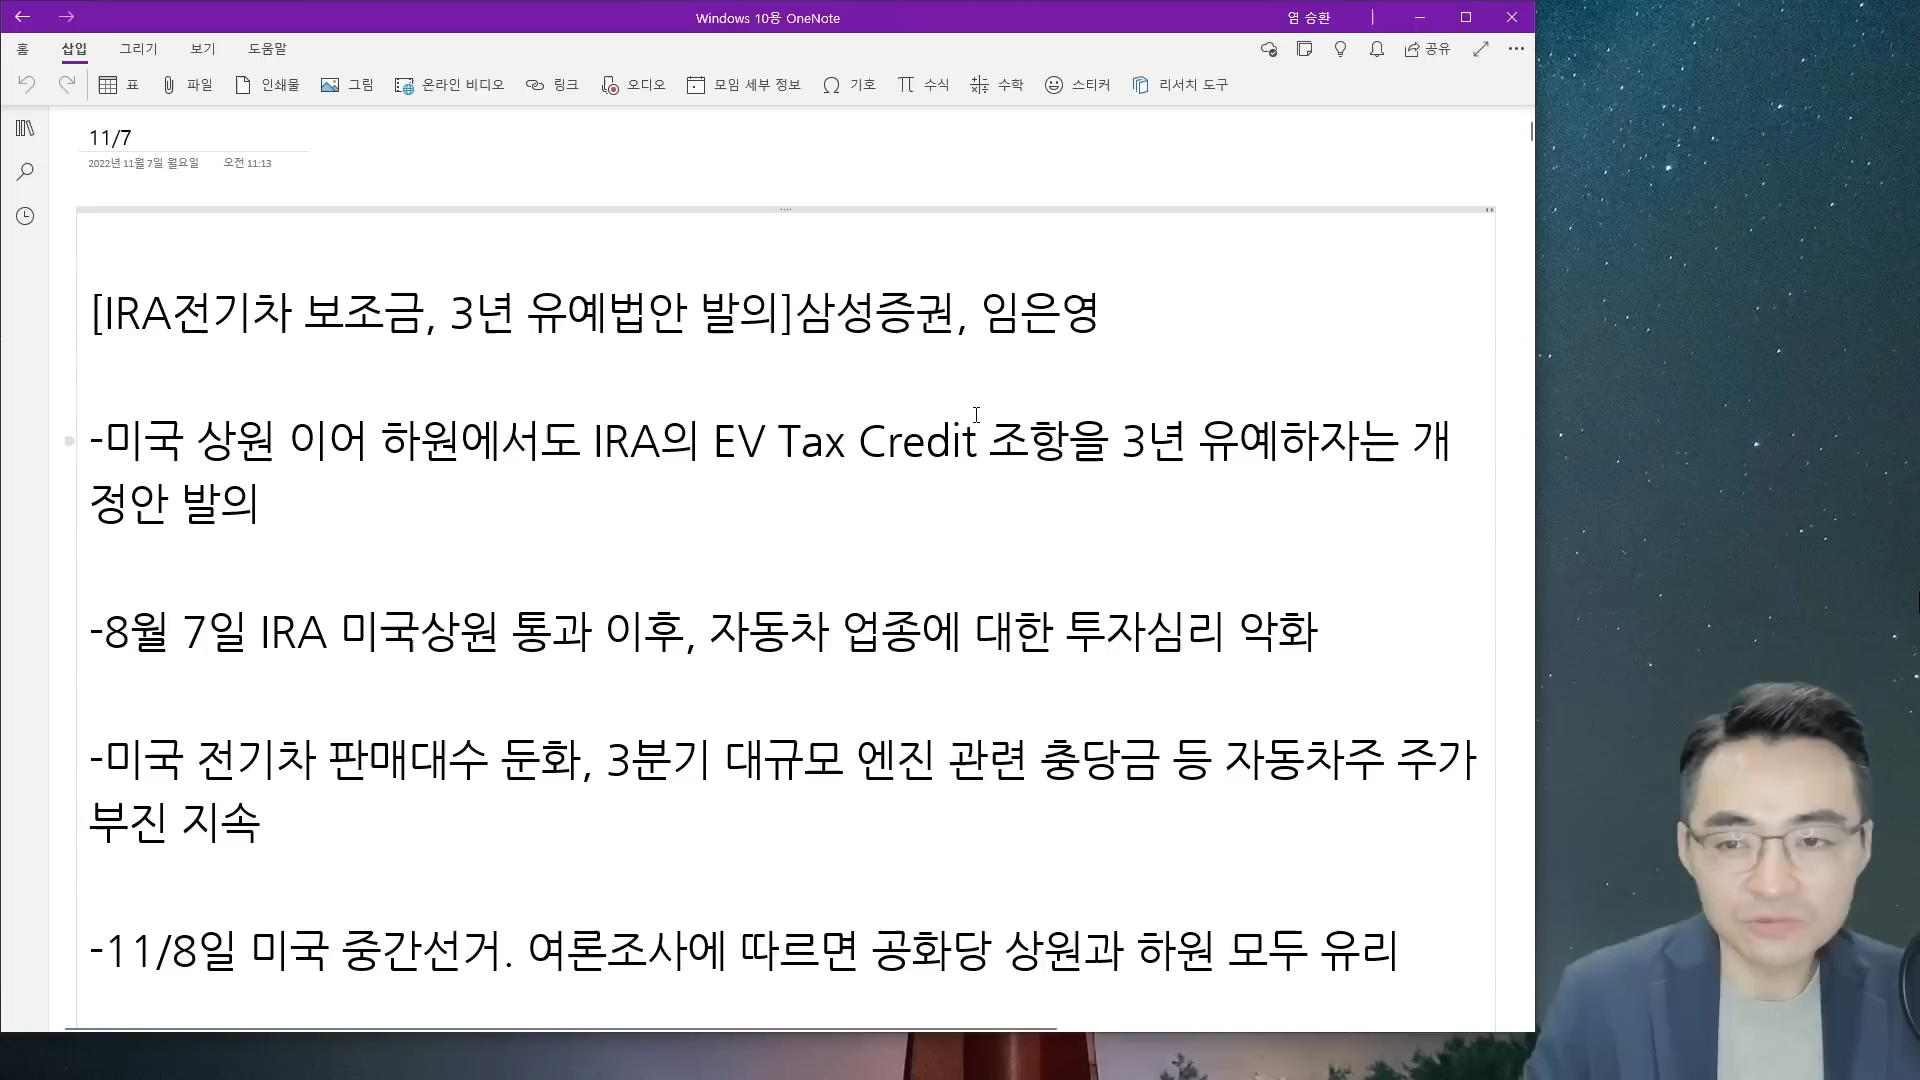 Windows 10용 OneNote
염 승환
홈 삽입 그리기 보기 도움말
공유
표 파일 인쇄물 그림 온라인 비디오 링크 오디오 모임 세부 정보 기호 수식 수학 스티커 리서치 도구
11/7
2022년 11월 7일 월요일 오전 11:13
[IRA전기차 보조금, 3년 유예법안 발의]삼성증권, 임은영
-미국 상원 이어 하원에서도 IRA의 EV Tax Credit 조항을 3년 유예하자는 개
정안 발의
-8월 7일 IRA 미국상원 통과 이후, 자동차 업종에 대한 투자심리 악화
-미국 전기차 판매대수 둔화, 3분기 대규모 엔진 관련 충당금 등 자동차주 주가
부진 지속
-11/8일 미국 중간선거. 여론조사에 따르면 공화당 상원과 하원 모두 유리